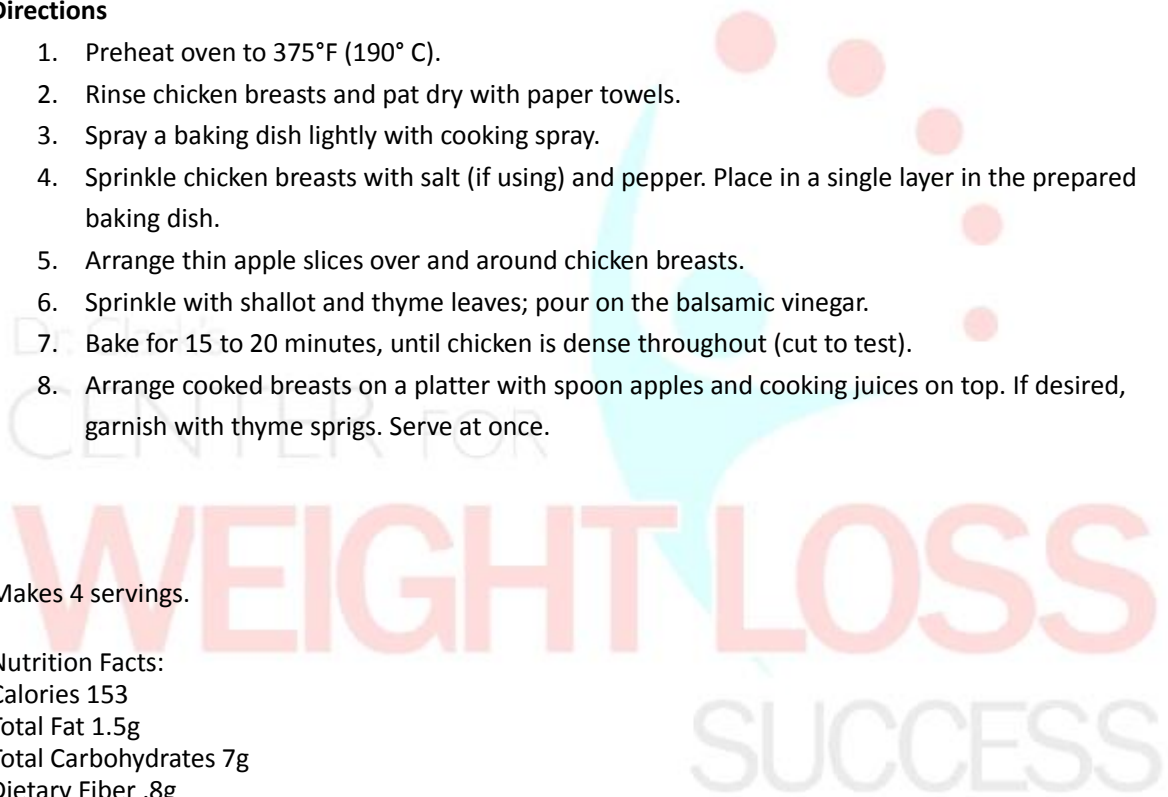 Directions
1. Preheat oven to 375°F (190° C).
2. Rinse chicken breasts and pat dry with paper towels.
3. Spray a baking dish lightly with cooking spray.
4. Sprinkle chicken breasts with salt (if using) and pepper. Place in a single layer in the prepared
baking dish.
5. Arrange thin apple slices over and around chicken breasts.
6. Sprinkle with shallot and thyme leaves; pour on the balsamic vinegar.
7. Bake for 15 to 20 minutes, until chicken is dense throughout (cut to test).
8. Arrange cooked breasts on a platter with spoon apples and cooking juices on top. If desired,
garnish with thyme sprigs. Serve at once.
Dr. Clark's
CENTER FOR
WEIGHT LOSS
SUCCESS
Makes 4 servings.
Nutrition Facts:
Calories 153
Total Fat 1.5g
Total Carbohydrates 7g
Dietary Fiber .8g